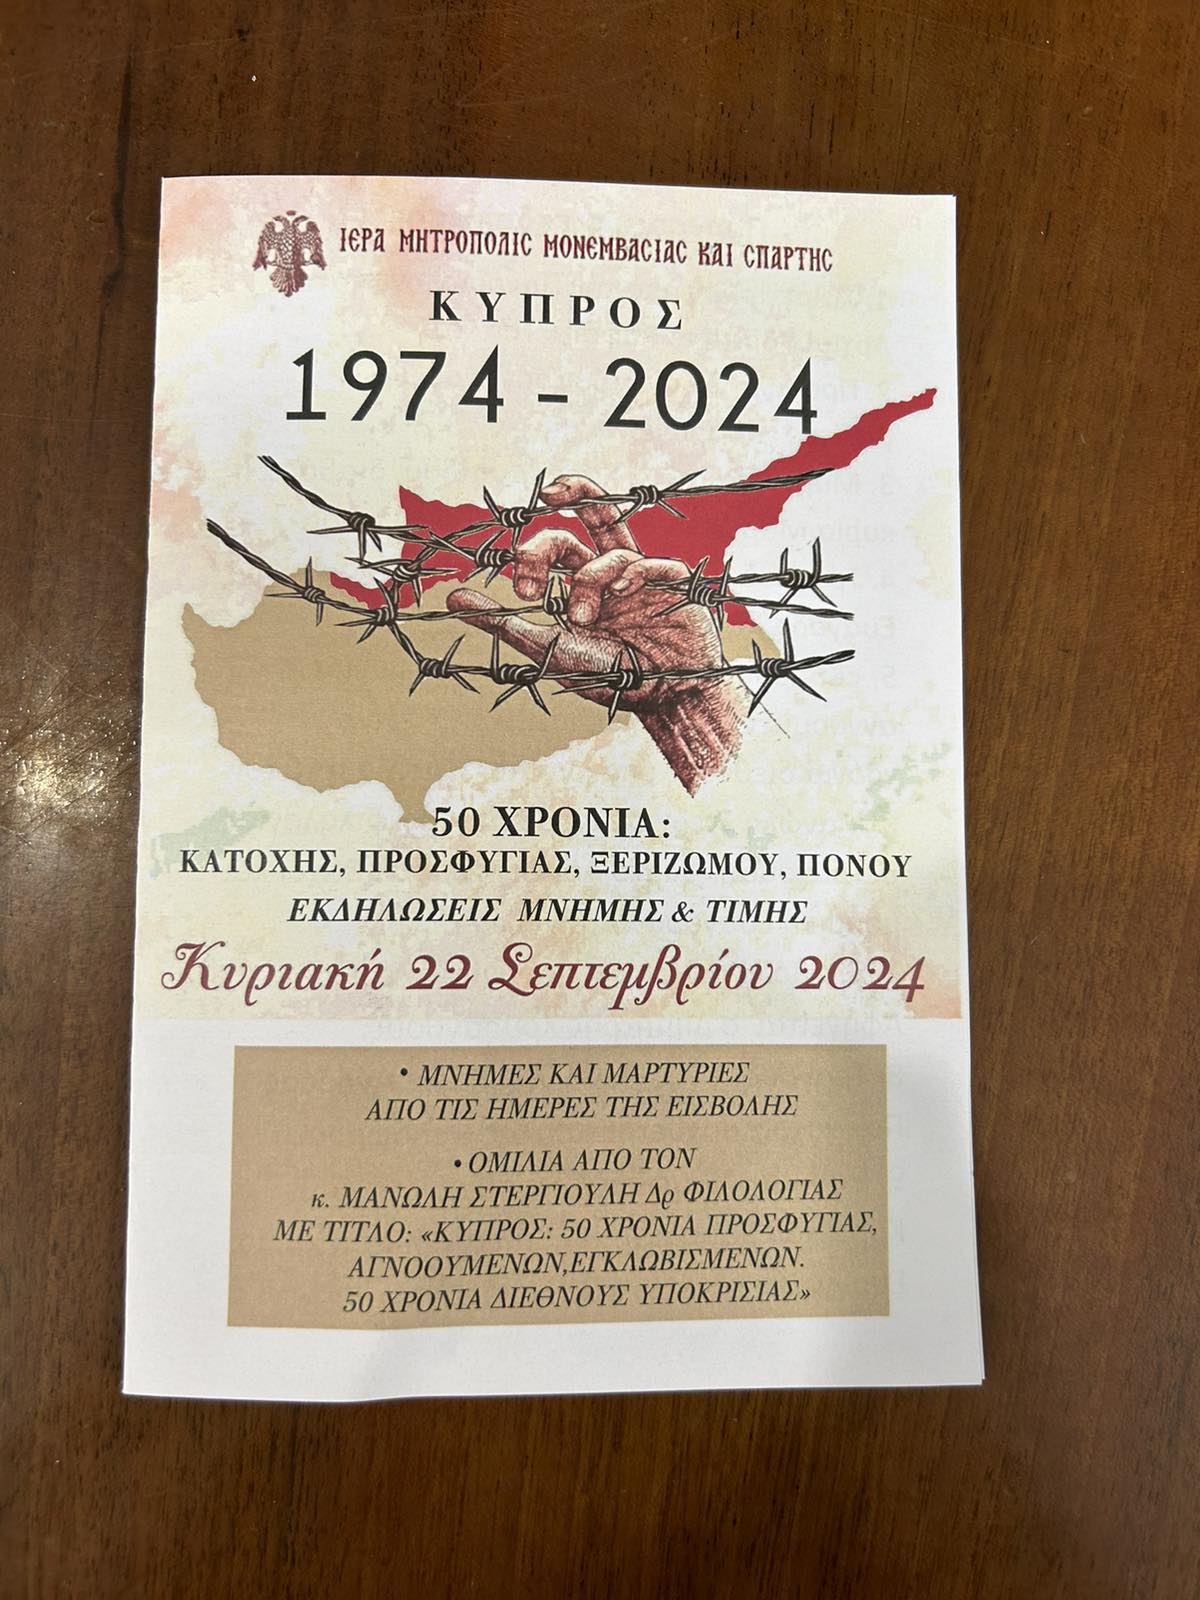 ΙΕΡΑ ΜΗΤΡΟΠΟΛΙΣ ΜΟΝΕΜΒΑΣΙΑΣ ΚΑΙ ΣΠΑΡΤΗΣ
ΚΥΠΡΟΣ
1974 - 2024
50 ΧΡΟΝΙΑ:
ΚΑΤΟΧΗΣ, ΠΡΟΣΦΥΓΙΑΣ, ΞΕΡΙΖΩΜΟΥ, ΠΟΝΟΥ
ΕΚΔΗΛΩΣΕΙΣ ΜΝΗΜΗΣ & ΤΙΜΗΣ
Κυριακή 22 Σεπτεμβρίου 2024
• ΜΝΗΜΕΣ ΚΑΙ ΜΑΡΤΥΡΙΕΣ
ΑΠΟ ΤΙΣ ΗΜΕΡΕΣ ΤΗΣ ΕΙΣΒΟΛΗΣ
• ΟΜΙΛΙΑ ΑΠΟ ΤΟΝ
κ. ΜΑΝΩΛΗ ΣΤΕΡΓΙΟΥΛΗ Δρ ΦΙΛΟΛΟΓΙΑΣ
ΜΕ ΤΙΤΛΟ: «ΚΥΠΡΟΣ: 50 ΧΡΟΝΙΑ ΠΡΟΣΦΥΓΙΑΣ,
ΑΓΝΟΟΥΜΕΝΩΝ,ΕΓΚΛΩΒΙΣΜΕΝΩΝ.
50 ΧΡΟΝΙΑ ΔΙΕΘΝΟΥΣ ΥΠΟΚΡΙΣΙΑΣ»